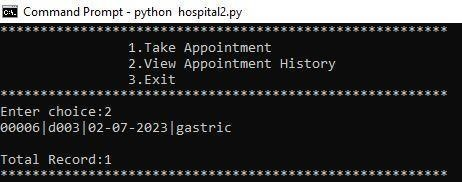 Command Prompt - python  hospital2.py
********************************************************
1.Take Appointment
2.View Appointment History
3.Exit
********************************************************
Enter choice:2
00006|d003|02-07-2023|gastric
Total Record:1
********************************************************